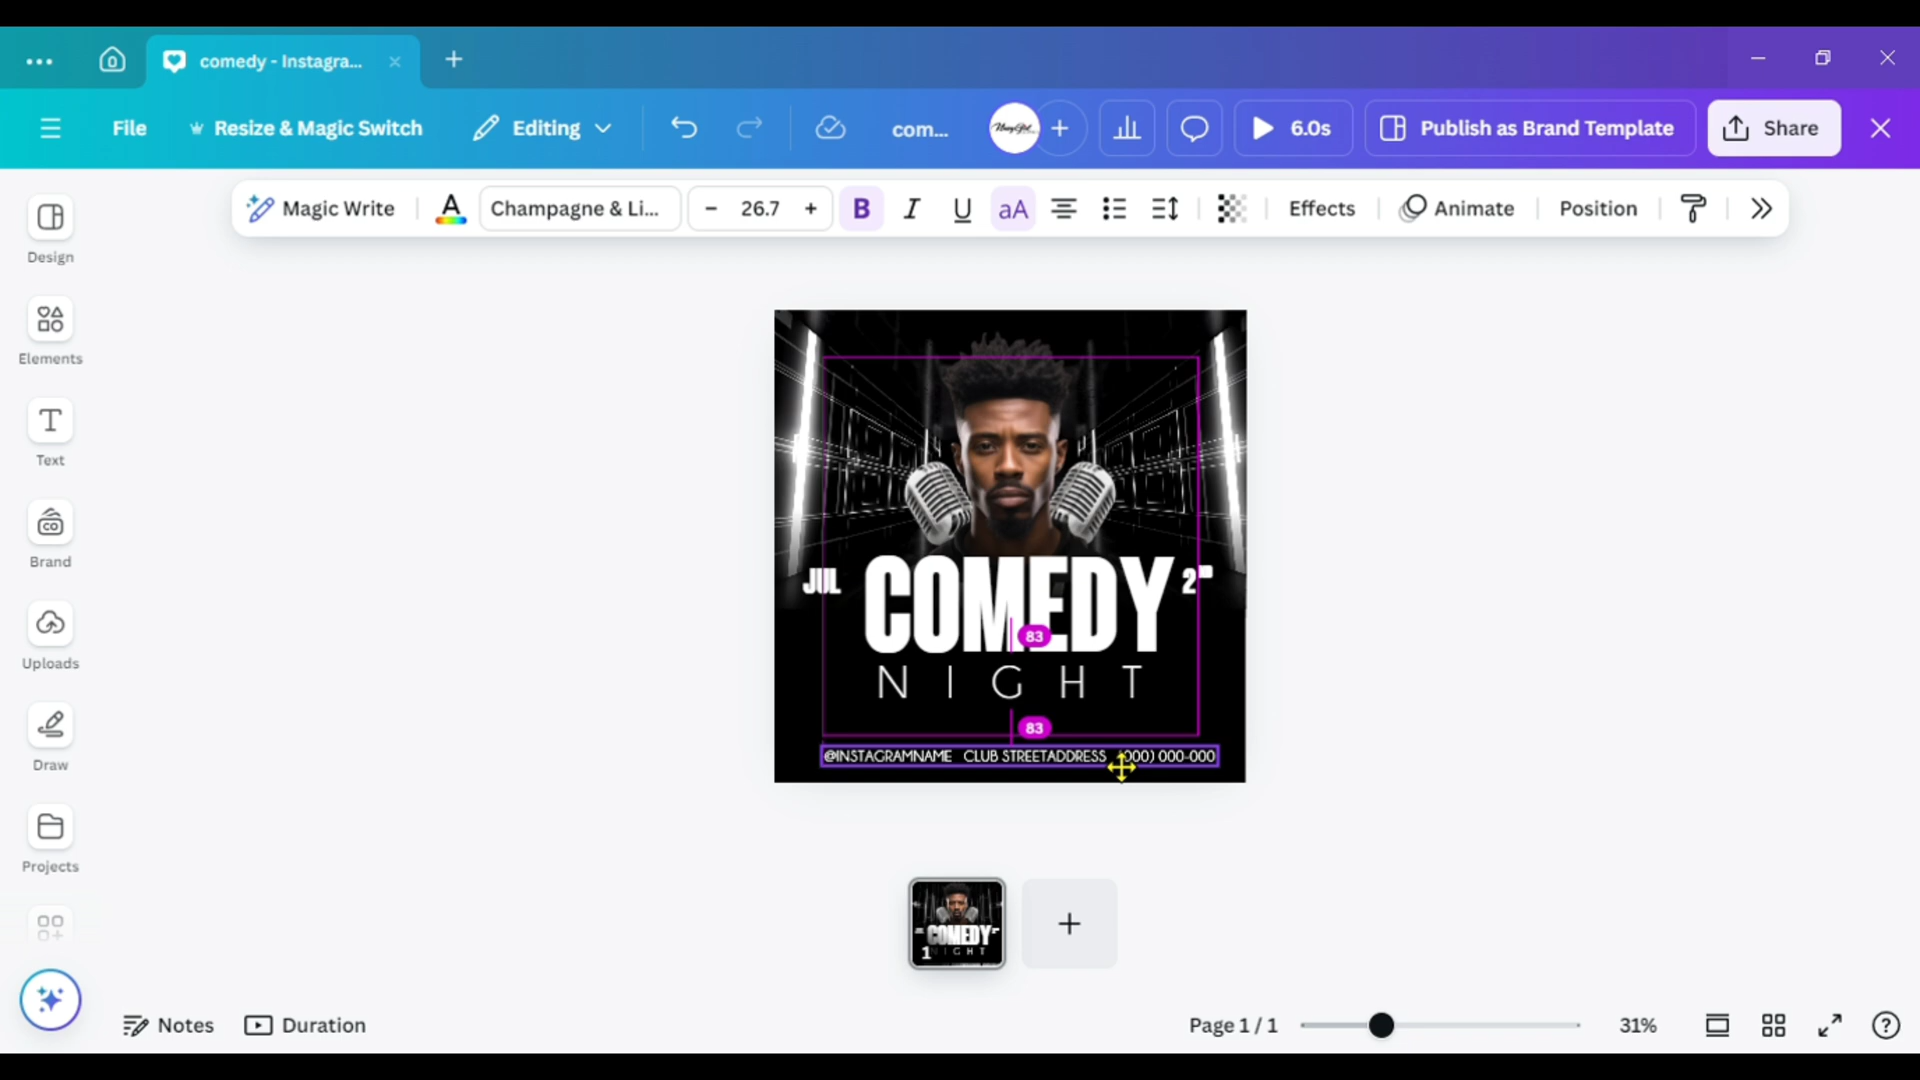 comedy - Instagra...
File
Resize & Magic Switch
Editing
com...
6.0s
Publish as Brand Template
Share
Magic Write
A
Champagne & Li...
– 26.7 +
B
I
U
aA
Effects
Animate
Position
Design
Elements
Text
Brand
Uploads
Draw
Projects
JUL
COMEDY
2
83
NIGHT
83
@INSTAGRAMNAME CLUB STREETADDRESS 000) 000-000
COMEDY
NIGHT
1
Notes
Duration
Page 1 / 1
31%